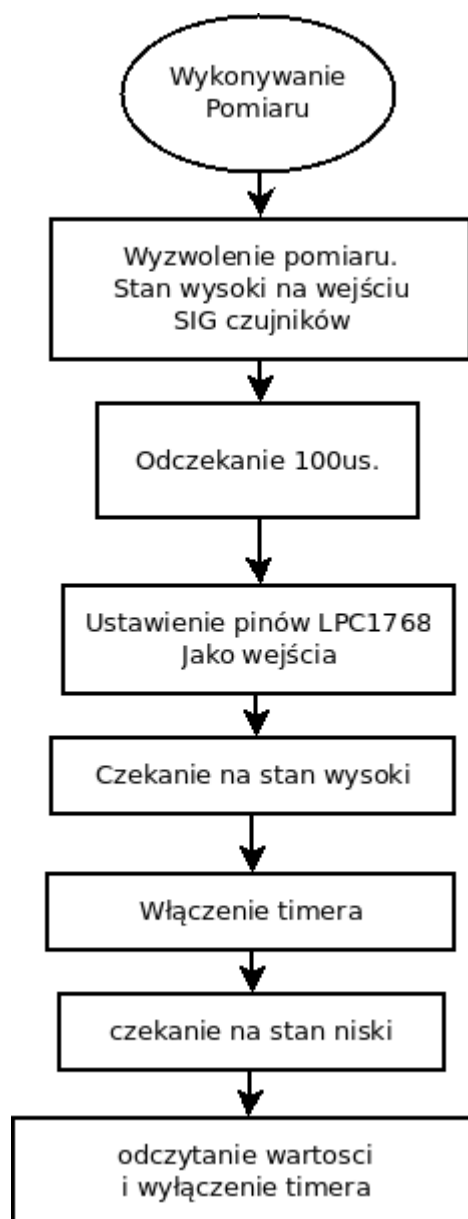 Wykonywanie
Pomiaru
Wyzwolenie pomiaru.
Stan wysoki na wejściu
SIG czujników
Odczekanie 100us.
Ustawienie pinów LPC1768
Jako wejścia
Czekanie na stan wysoki
Włączenie timera
czekanie na stan niski
odczytanie wartosci
i wyłączenie timera